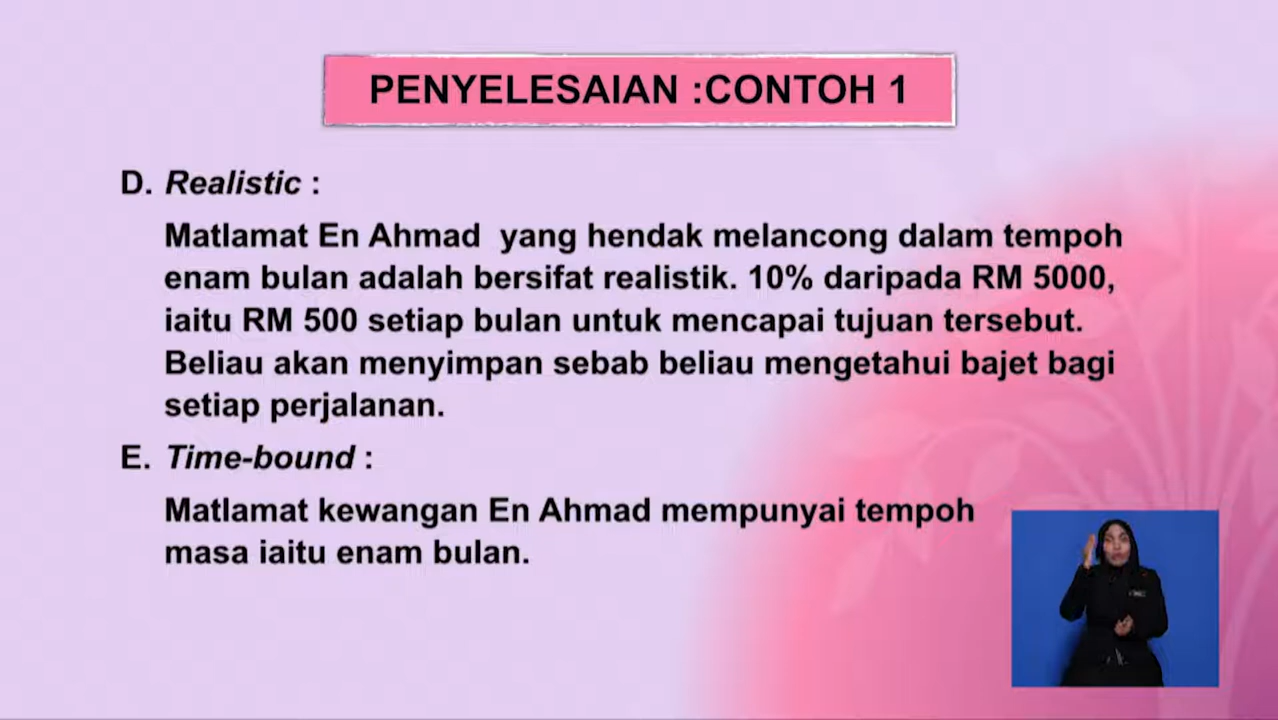 PENYELESAIAN :CONTOH 1
D. Realistic :
Matlamat En Ahmad yang hendak melancong dalam tempoh
enam bulan adalah bersifat realistik. 10% daripada RM 5000,
iaitu RM 500 setiap bulan untuk mencapai tujuan tersebut.
Beliau akan menyimpan sebab beliau mengetahui bajet bagi
setiap perjalanan.
E. Time-bound :
Matlamat kewangan En Ahmad mempunyai tempoh
masa iaitu enam bulan.